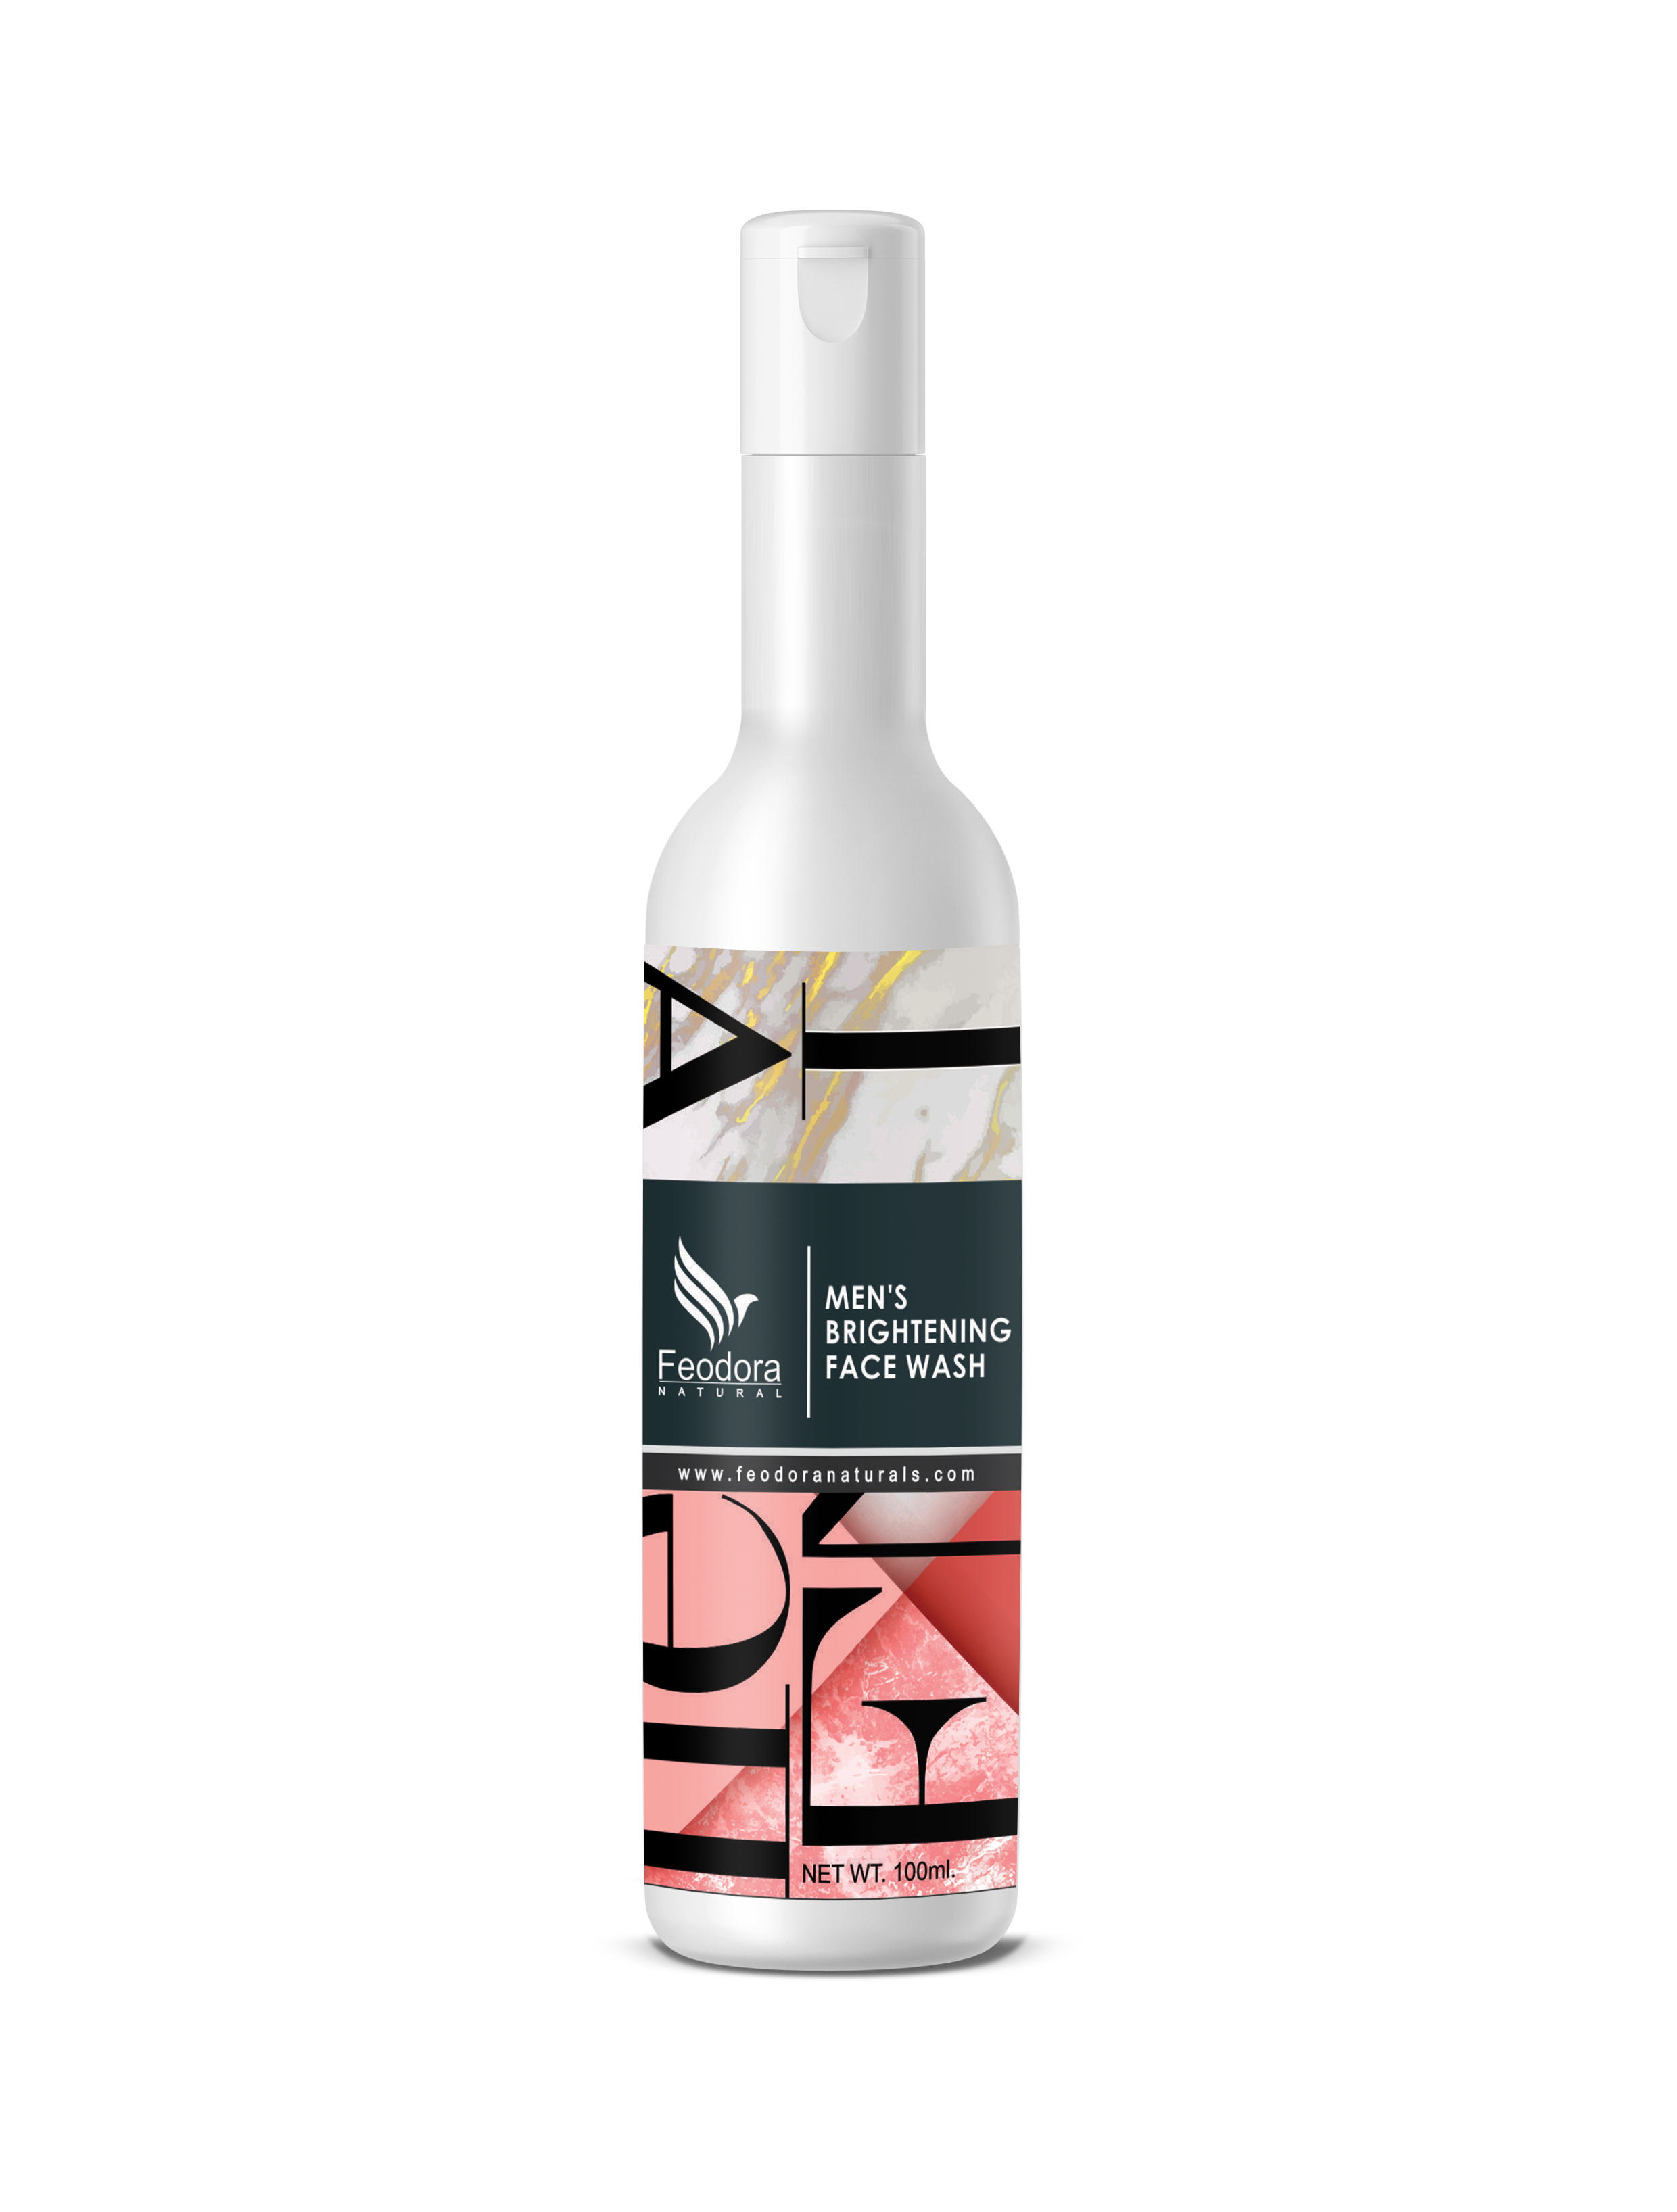 Feodora
NATURAL
MEN'S
BRIGHTENING
FACE WASH
www.feodoranaturals.com
NET WT. 100ml.